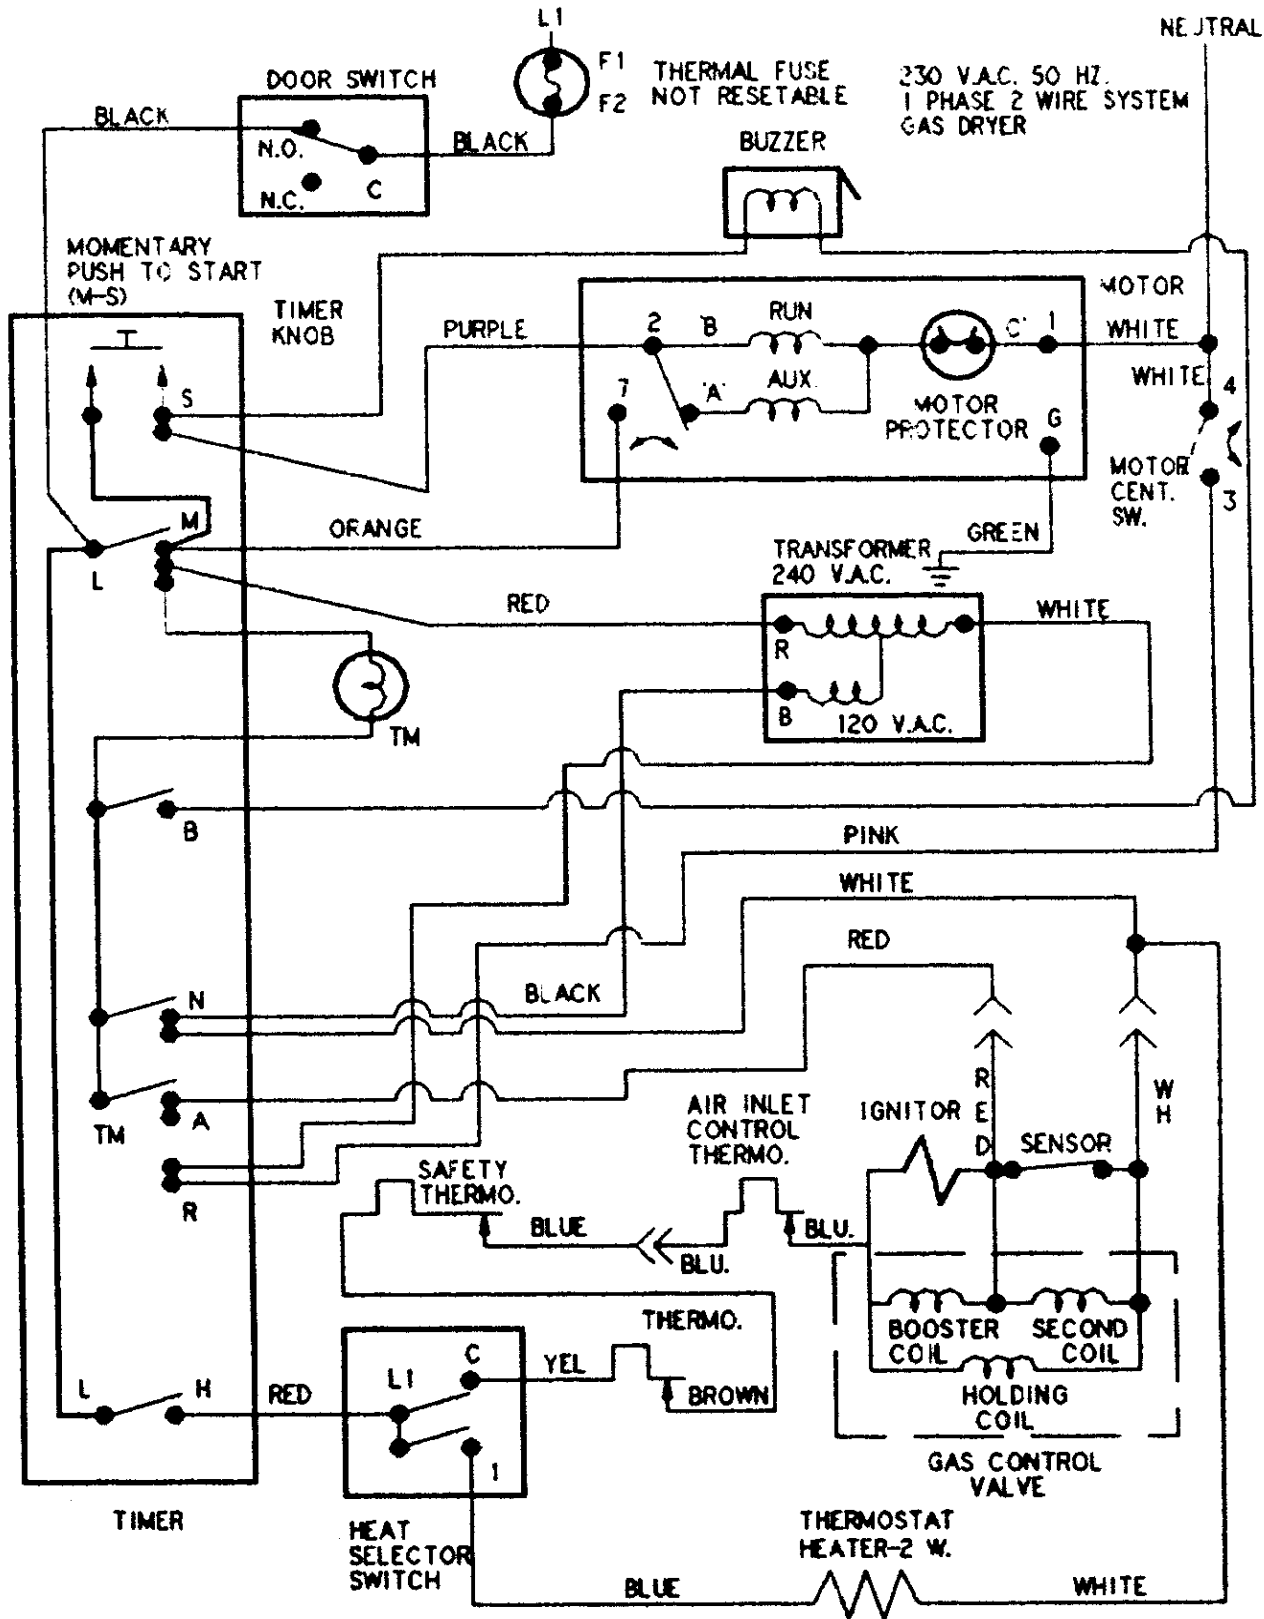 L1
NEUTRAL
F1
F2
THERMAL FUSE
NOT RESETABLE
230 V.A.C. 50 HZ.
1 PHASE 2 WIRE SYSTEM
GAS DRYER
DOOR SWITCH
BLACK
N.O.
N.C.
C
BLACK
BUZZER
MOMENTARY
PUSH TO START
(M-S)
TIMER
KNOB
PURPLE
MOTOR
2
'B
RUN
C'
1
WHITE
7
'A'
AUX.
MOTOR
PROTECTOR
G
WHITE
4
S
MOTOR
CENT.
SW.
3
M
L
ORANGE
GREEN
TRANSFORMER
240 V.A.C.
RED
WHITE
R
B
120 V.A.C.
TM
B
PINK
WHITE
RED
N
BLACK
TM
A
R
AIR INLET
CONTROL
THERMO.
IGNITOR
RED
WH
SENSOR
SAFETY
THERMO.
BLUE
BLU.
BLU.
THERMO.
BOOSTER
COIL
SECOND
COIL
HOLDING
COIL
GAS CONTROL
VALVE
L
H
RED
L1
C
YEL
BROWN
1
TIMER
HEAT
SELECTOR
SWITCH
THERMOSTAT
HEATER-2 W.
BLUE
WHITE